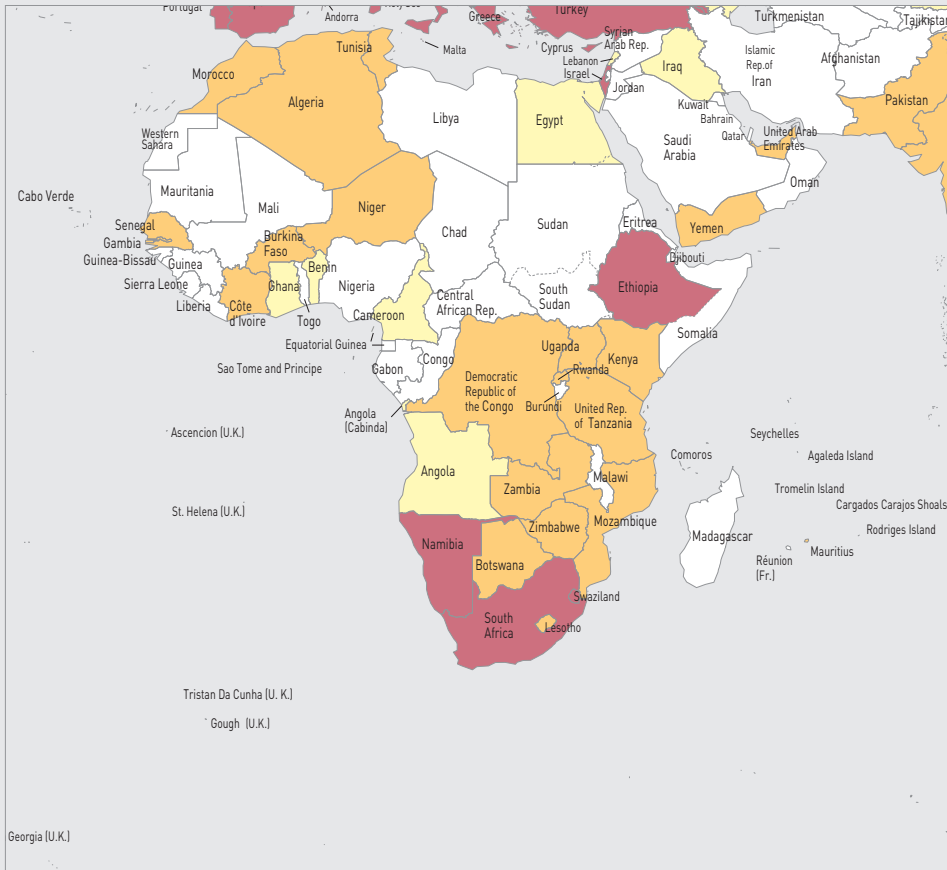 Portugal
Andorra
Greece
Turkey
Turkmenistan
Tajikistan
Tunisia
Malta
Cyprus
Syrian
Arab Rep.
Lebanon
Israel
Jordan
Iraq
Islamic
Rep.of
Iran
Afghanistan
Morocco
Algeria
Libya
Egypt
Kuwait
Bahrain
Qatar
United Arab
Emirates
Pakistan
Western
Sahara
Saudi
Arabia
Oman
Cabo Verde
Mauritania
Mali
Niger
Chad
Sudan
Eritrea
Yemen
Senegal
Gambia
Guinea-Bissau
Guinea
Sierra Leone
Liberia
Burkina
Faso
Côte
d'Ivoire
Ghana
Togo
Benin
Nigeria
Cameroon
Central
African Rep.
South
Sudan
Ethiopia
Djibouti
Somalia
Equatorial Guinea
Sao Tome and Principe
Gabon
Congo
Uganda
Kenya
Rwanda
Burundi
Democratic
Republic of
the Congo
United Rep.
of Tanzania
Angola
(Cabinda)
Ascencion (U.K.)
Seychelles
Agaleda Island
Comoros
Angola
Zambia
Malawi
Tromelin Island
Cargados Carajos Shoals
St. Helena (U.K.)
Mozambique
Zimbabwe
Madagascar
Rodriges Island
Mauritius
Réunion
(Fr.)
Namibia
Botswana
Swaziland
South
Africa
Lesotho
Tristan Da Cunha (U. K.)
Gough (U.K.)
Georgia (U.K.)